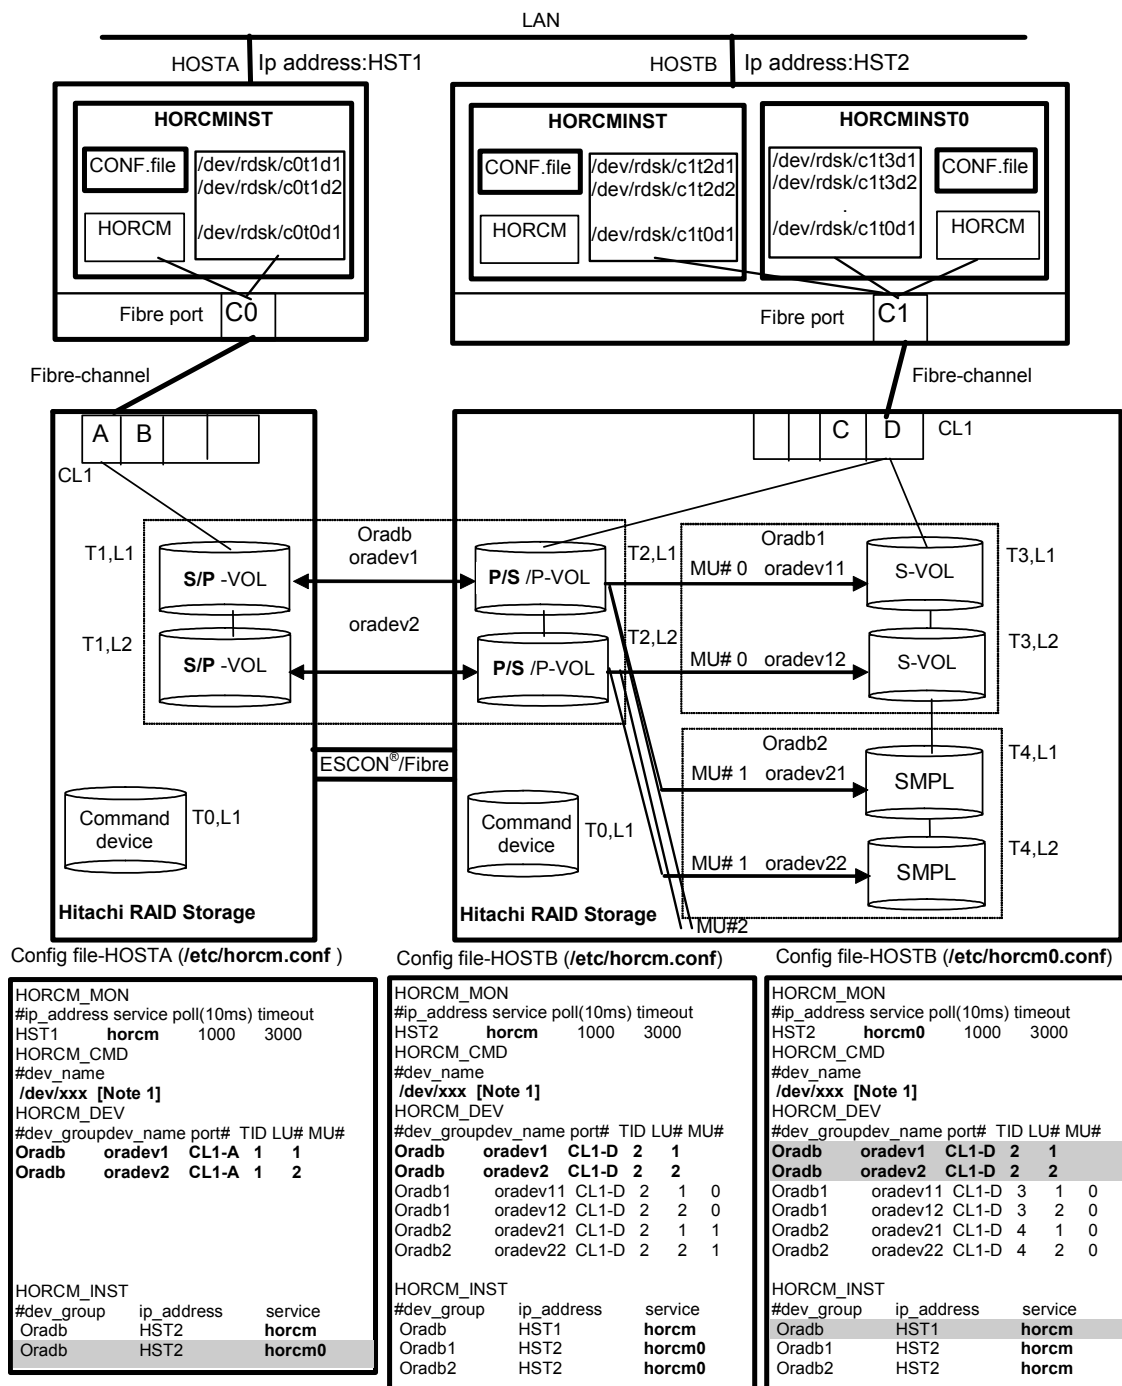 LAN
HOSTA Ip address:HST1
HOSTB Ip address:HST2
HORCMINST
CONF.file
/dev/rdsk/c0t1d1
/dev/rdsk/c0t1d2
HORCM
/dev/rdsk/c0t0d1
Fibre port C0
HORCMINST
CONF.file
/dev/rdsk/c1t2d1
/dev/rdsk/c1t2d2
HORCM
/dev/rdsk/c1t0d1
HORCMINST0
/dev/rdsk/c1t3d1
/dev/rdsk/c1t3d2
.
/dev/rdsk/c1t0d1
CONF.file
HORCM
Fibre port C1
Fibre-channel
Fibre-channel
A B
CL1
C D CL1
Oradb
oradev1
T1,L1
S/P -VOL
P/S /P-VOL
T2,L1
oradev2
T1,L2
S/P -VOL
P/S /P-VOL
T2,L2
Oradb1
MU# 0 oradev11
S-VOL
T3,L1
MU# 0 oradev12
S-VOL
T3,L2
Oradb2
MU# 1 oradev21
SMPL
T4,L1
MU# 1 oradev22
SMPL
T4,L2
MU#2
ESCON®/Fibre
Command
device
T0,L1
Command
device
T0,L1
Hitachi RAID Storage
Hitachi RAID Storage
Config file-HOSTA (/etc/horcm.conf )
HORCM_MON
#ip_address service poll(10ms) timeout
HST1 horcm 1000 3000
HORCM_CMD
#dev_name
/dev/xxx [Note 1]
HORCM_DEV
#dev_groupdev_name port# TID LU# MU#
Oradb oradev1 CL1-A 1 1
Oradb oradev2 CL1-A 1 2
HORCM_INST
#dev_group ip_address service
Oradb HST2 horcm
Oradb HST2 horcm0
Config file-HOSTB (/etc/horcm.conf)
HORCM_MON
#ip_address service poll(10ms) timeout
HST2 horcm 1000 3000
HORCM_CMD
#dev_name
/dev/xxx [Note 1]
HORCM_DEV
#dev_groupdev_name port# TID LU# MU#
Oradb oradev1 CL1-D 2 1
Oradb oradev2 CL1-D 2 2
Oradb1 oradev11 CL1-D 2 1 0
Oradb1 oradev12 CL1-D 2 2 0
Oradb2 oradev21 CL1-D 2 1 1
Oradb2 oradev22 CL1-D 2 2 1
HORCM_INST
#dev_group ip_address service
Oradb HST1 horcm
Oradb1 HST2 horcm0
Oradb2 HST2 horcm0
Config file-HOSTB (/etc/horcm0.conf)
HORCM_MON
#ip_address service poll(10ms) timeout
HST2 horcm0 1000 3000
HORCM_CMD
#dev_name
/dev/xxx [Note 1]
HORCM_DEV
#dev_groupdev_name port# TID LU# MU#
Oradb oradev1 CL1-D 2 1
Oradb oradev2 CL1-D 2 2
Oradb1 oradev11 CL1-D 3 1 0
Oradb1 oradev12 CL1-D 3 2 0
Oradb2 oradev21 CL1-D 4 1 0
Oradb2 oradev22 CL1-D 4 2 0
HORCM_INST
#dev_group ip_address service
Oradb HST1 horcm
Oradb1 HST2 horcm
Oradb2 HST2 horcm